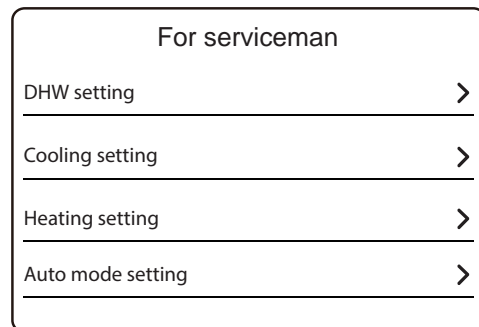 For serviceman
DHW setting
Cooling setting
Heating setting
Auto mode setting